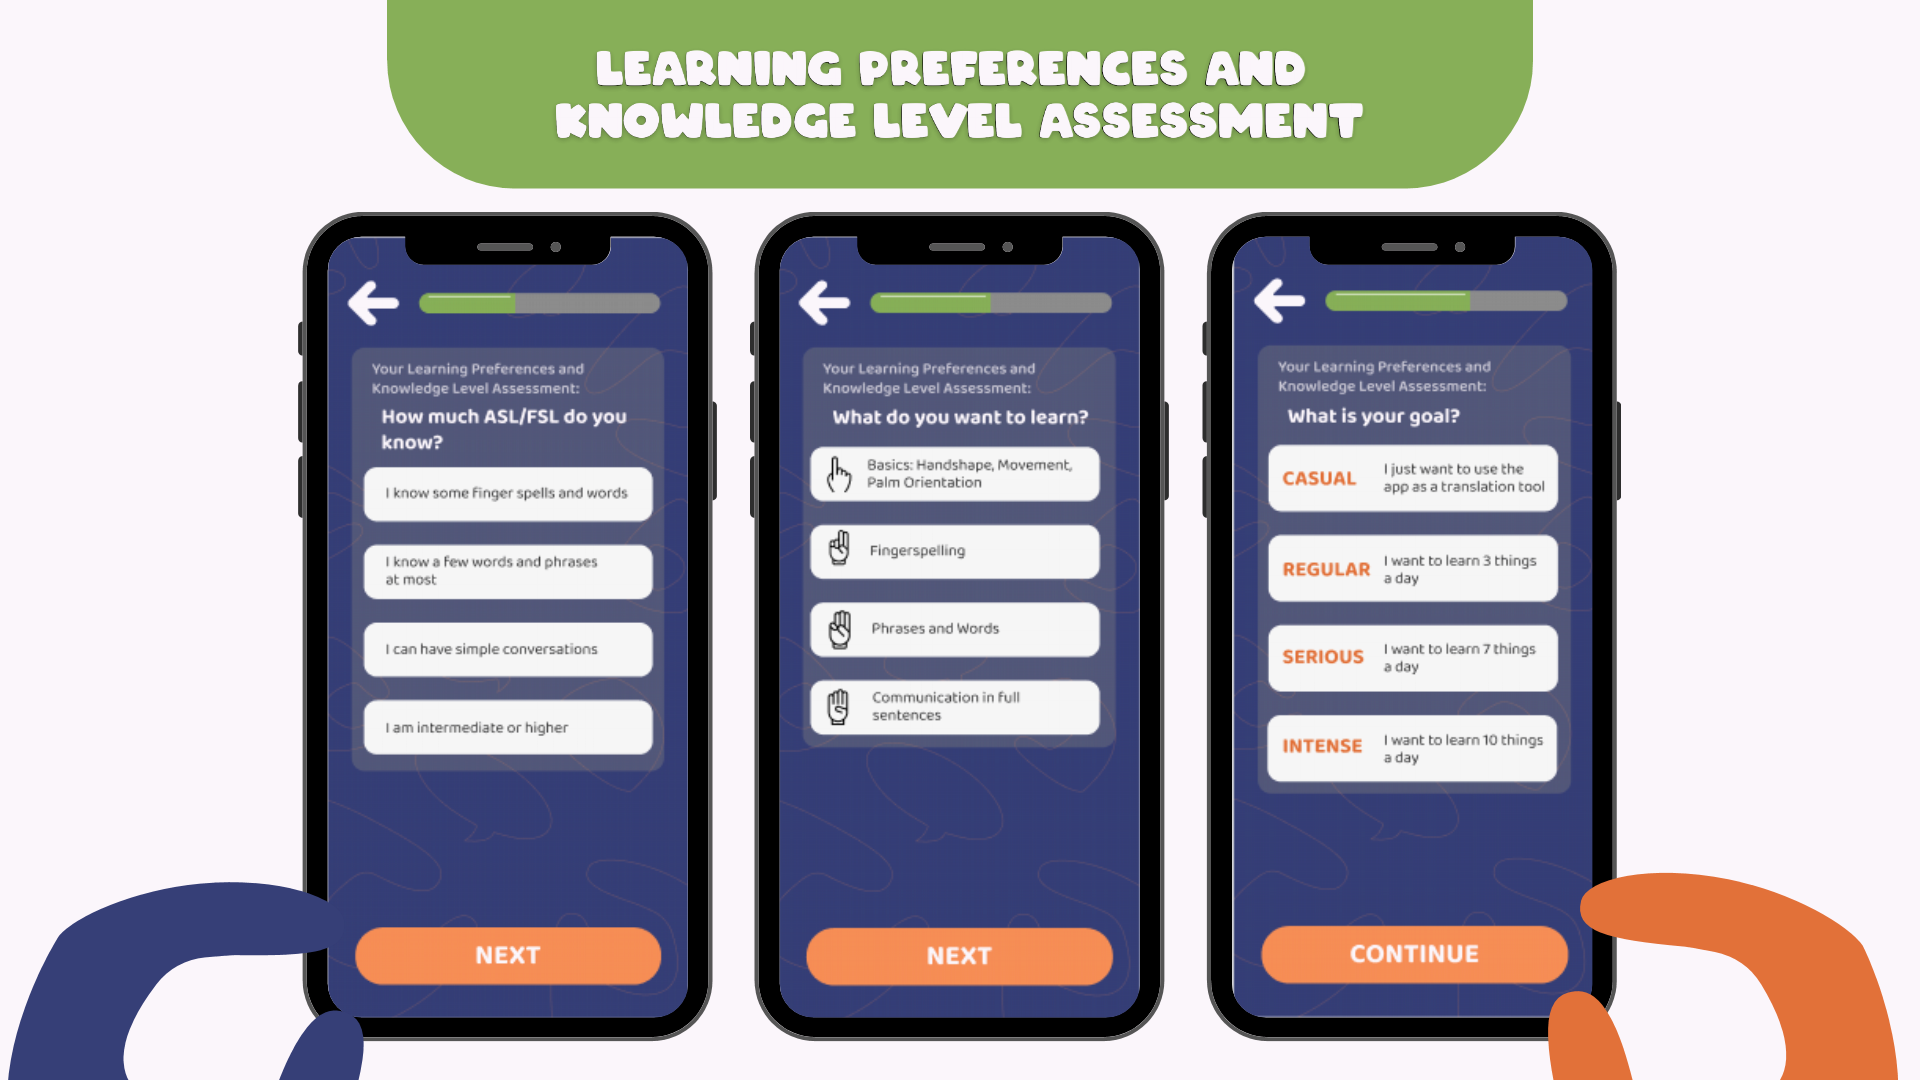 LEARNING PREFERENCES AND
KNOWLEDGE LEVEL ASSESSMENT
Your Learning Preferences and
Knowledge Level Assessment:
How much ASL/FSL do you
know?
I know some finger spells and words
I know a few words and phrases
at most
I can have simple conversations
I am intermediate or higher
NEXT
Your Learning Preferences and
Knowledge Level Assessment:
What do you want to learn?
Basics: Handshape, Movement,
Palm Orientation
Fingerspelling
Phrases and Words
Communication in full
sentences
NEXT
Your Learning Preferences and
Knowledge Level Assessment:
What is your goal?
CASUAL
I just want to use the
app as a translation tool
REGULAR
I want to learn 3 things
a day
SERIOUS
I want to learn 7 things
a day
INTENSE
I want to learn 10 things
a day
CONTINUE